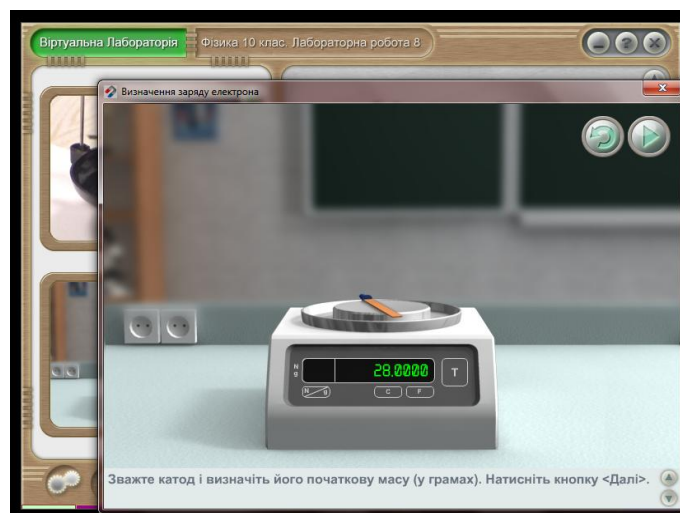 Віртуальна Лабораторія
Фізика 10 клас. Лабораторна робота 8
Визначення заряду електрона
N
g
28.0000
T
N/g
C
F
Зважте катод і визначіть його початкову масу (у грамах). Натисніть кнопку <Далі>.